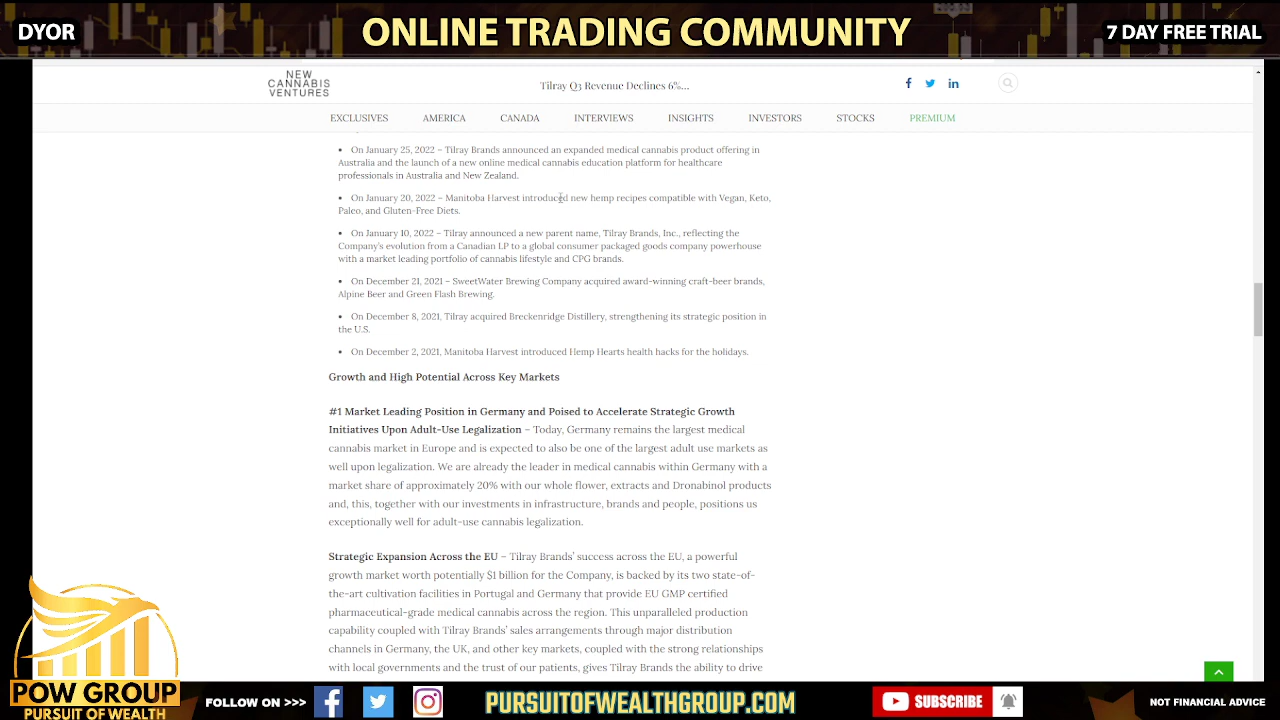 DYOR
ONLINE TRADING COMMUNITY
7 DAY FREE TRIAL
NEW
CANNABIS
VENTURES
Tilray Q3 Revenue Declines 6%...
EXCLUSIVES AMERICA CANADA INTERVIEWS INSIGHTS INVESTORS STOCKS PREMIUM
• On January 25, 2022 – Tilray Brands announced an expanded medical cannabis product offering in
Australia and the launch of a new online medical cannabis education platform for healthcare
professionals in Australia and New Zealand.
• On January 20, 2022 – Manitoba Harvest introduced new hemp recipes compatible with Vegan, Keto,
Paleo, and Gluten-Free Diets.
• On January 10, 2022 – Tilray announced a new parent name, Tilray Brands, Inc., reflecting the
Company's evolution from a Canadian LP to a global consumer packaged goods company powerhouse
with a market leading portfolio of cannabis lifestyle and CPG brands.
• On December 21, 2021 – SweetWater Brewing Company acquired award-winning craft-beer brands,
Alpine Beer and Green Flash Brewing.
• On December 8, 2021, Tilray acquired Breckenridge Distillery, strengthening its strategic position in
the U.S.
• On December 2, 2021, Manitoba Harvest introduced Hemp Hearts health hacks for the holidays.
Growth and High Potential Across Key Markets
#1 Market Leading Position in Germany and Poised to Accelerate Strategic Growth
Initiatives Upon Adult-Use Legalization – Today, Germany remains the largest medical
cannabis market in Europe and is expected to also be one of the largest adult use markets as
well upon legalization. We are already the leader in medical cannabis within Germany with a
market share of approximately 20% with our whole flower, extracts and Dronabinol products
and, this, together with our investments in infrastructure, brands and people, positions us
exceptionally well for adult-use cannabis legalization.
Strategic Expansion Across the EU – Tilray Brands' success across the EU, a powerful
growth market worth potentially $1 billion for the Company, is backed by its two state-of-
the-art cultivation facilities in Portugal and Germany that provide EU GMP certified
pharmaceutical-grade medical cannabis across the region. This unparalleled production
capability coupled with Tilray Brands' sales arrangements through major distribution
channels in Germany, the UK, and other key markets, coupled with the strong relationships
with local governments and the trust of our patients, gives Tilray Brands the ability to drive
POW GROUP
PURSUIT OF WEALTH
FOLLOW ON >>>
PURSUITOFWEALTHGROUP.COM
SUBSCRIBE
NOT FINANCIAL ADVICE